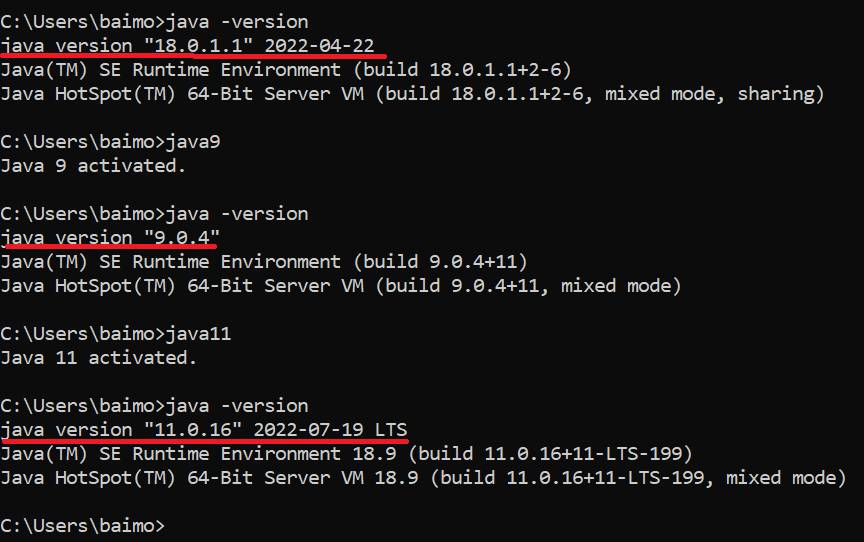 C:\Users\baimo>java -version
java version "18.0.1.1" 2022-04-22
Java(TM) SE Runtime Environment (build 18.0.1.1+2-6)
Java HotSpot(TM) 64-Bit Server VM (build 18.0.1.1+2-6, mixed mode, sharing)
C:\Users\baimo>java9
Java 9 activated.
C:\Users\baimo>java -version
java version "9.0.4"
Java(TM) SE Runtime Environment (build 9.0.4+11)
Java HotSpot(TM) 64-Bit Server VM (build 9.0.4+11, mixed mode)
C:\Users\baimo>java11
Java 11 activated.
C:\Users\baimo>java -version
java version "11.0.16" 2022-07-19 LTS
Java(TM) SE Runtime Environment 18.9 (build 11.0.16+11-LTS-199)
Java HotSpot(TM) 64-Bit Server VM 18.9 (build 11.0.16+11-LTS-199, mixed mode)
C:\Users\baimo>